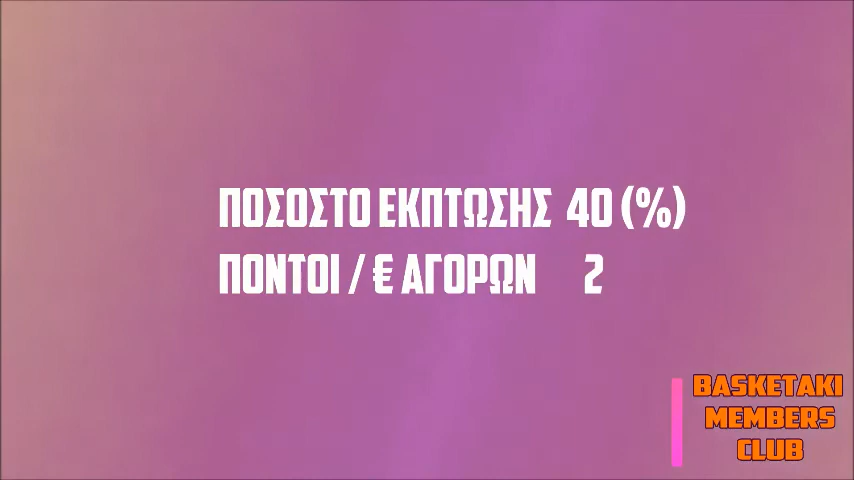 ΠΟΣΟΣΤΟ ΕΚΠΤΩΣΗΣ 40 (%)
ΠΟΝΤΟΙ / € ΑΓΟΡΩΝ 2
BASKETAKI
MEMBERS
CLUB